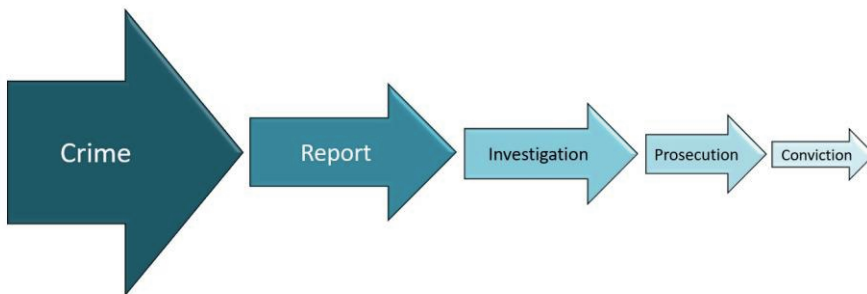 Crime
Report
Investigation
Prosecution
Conviction